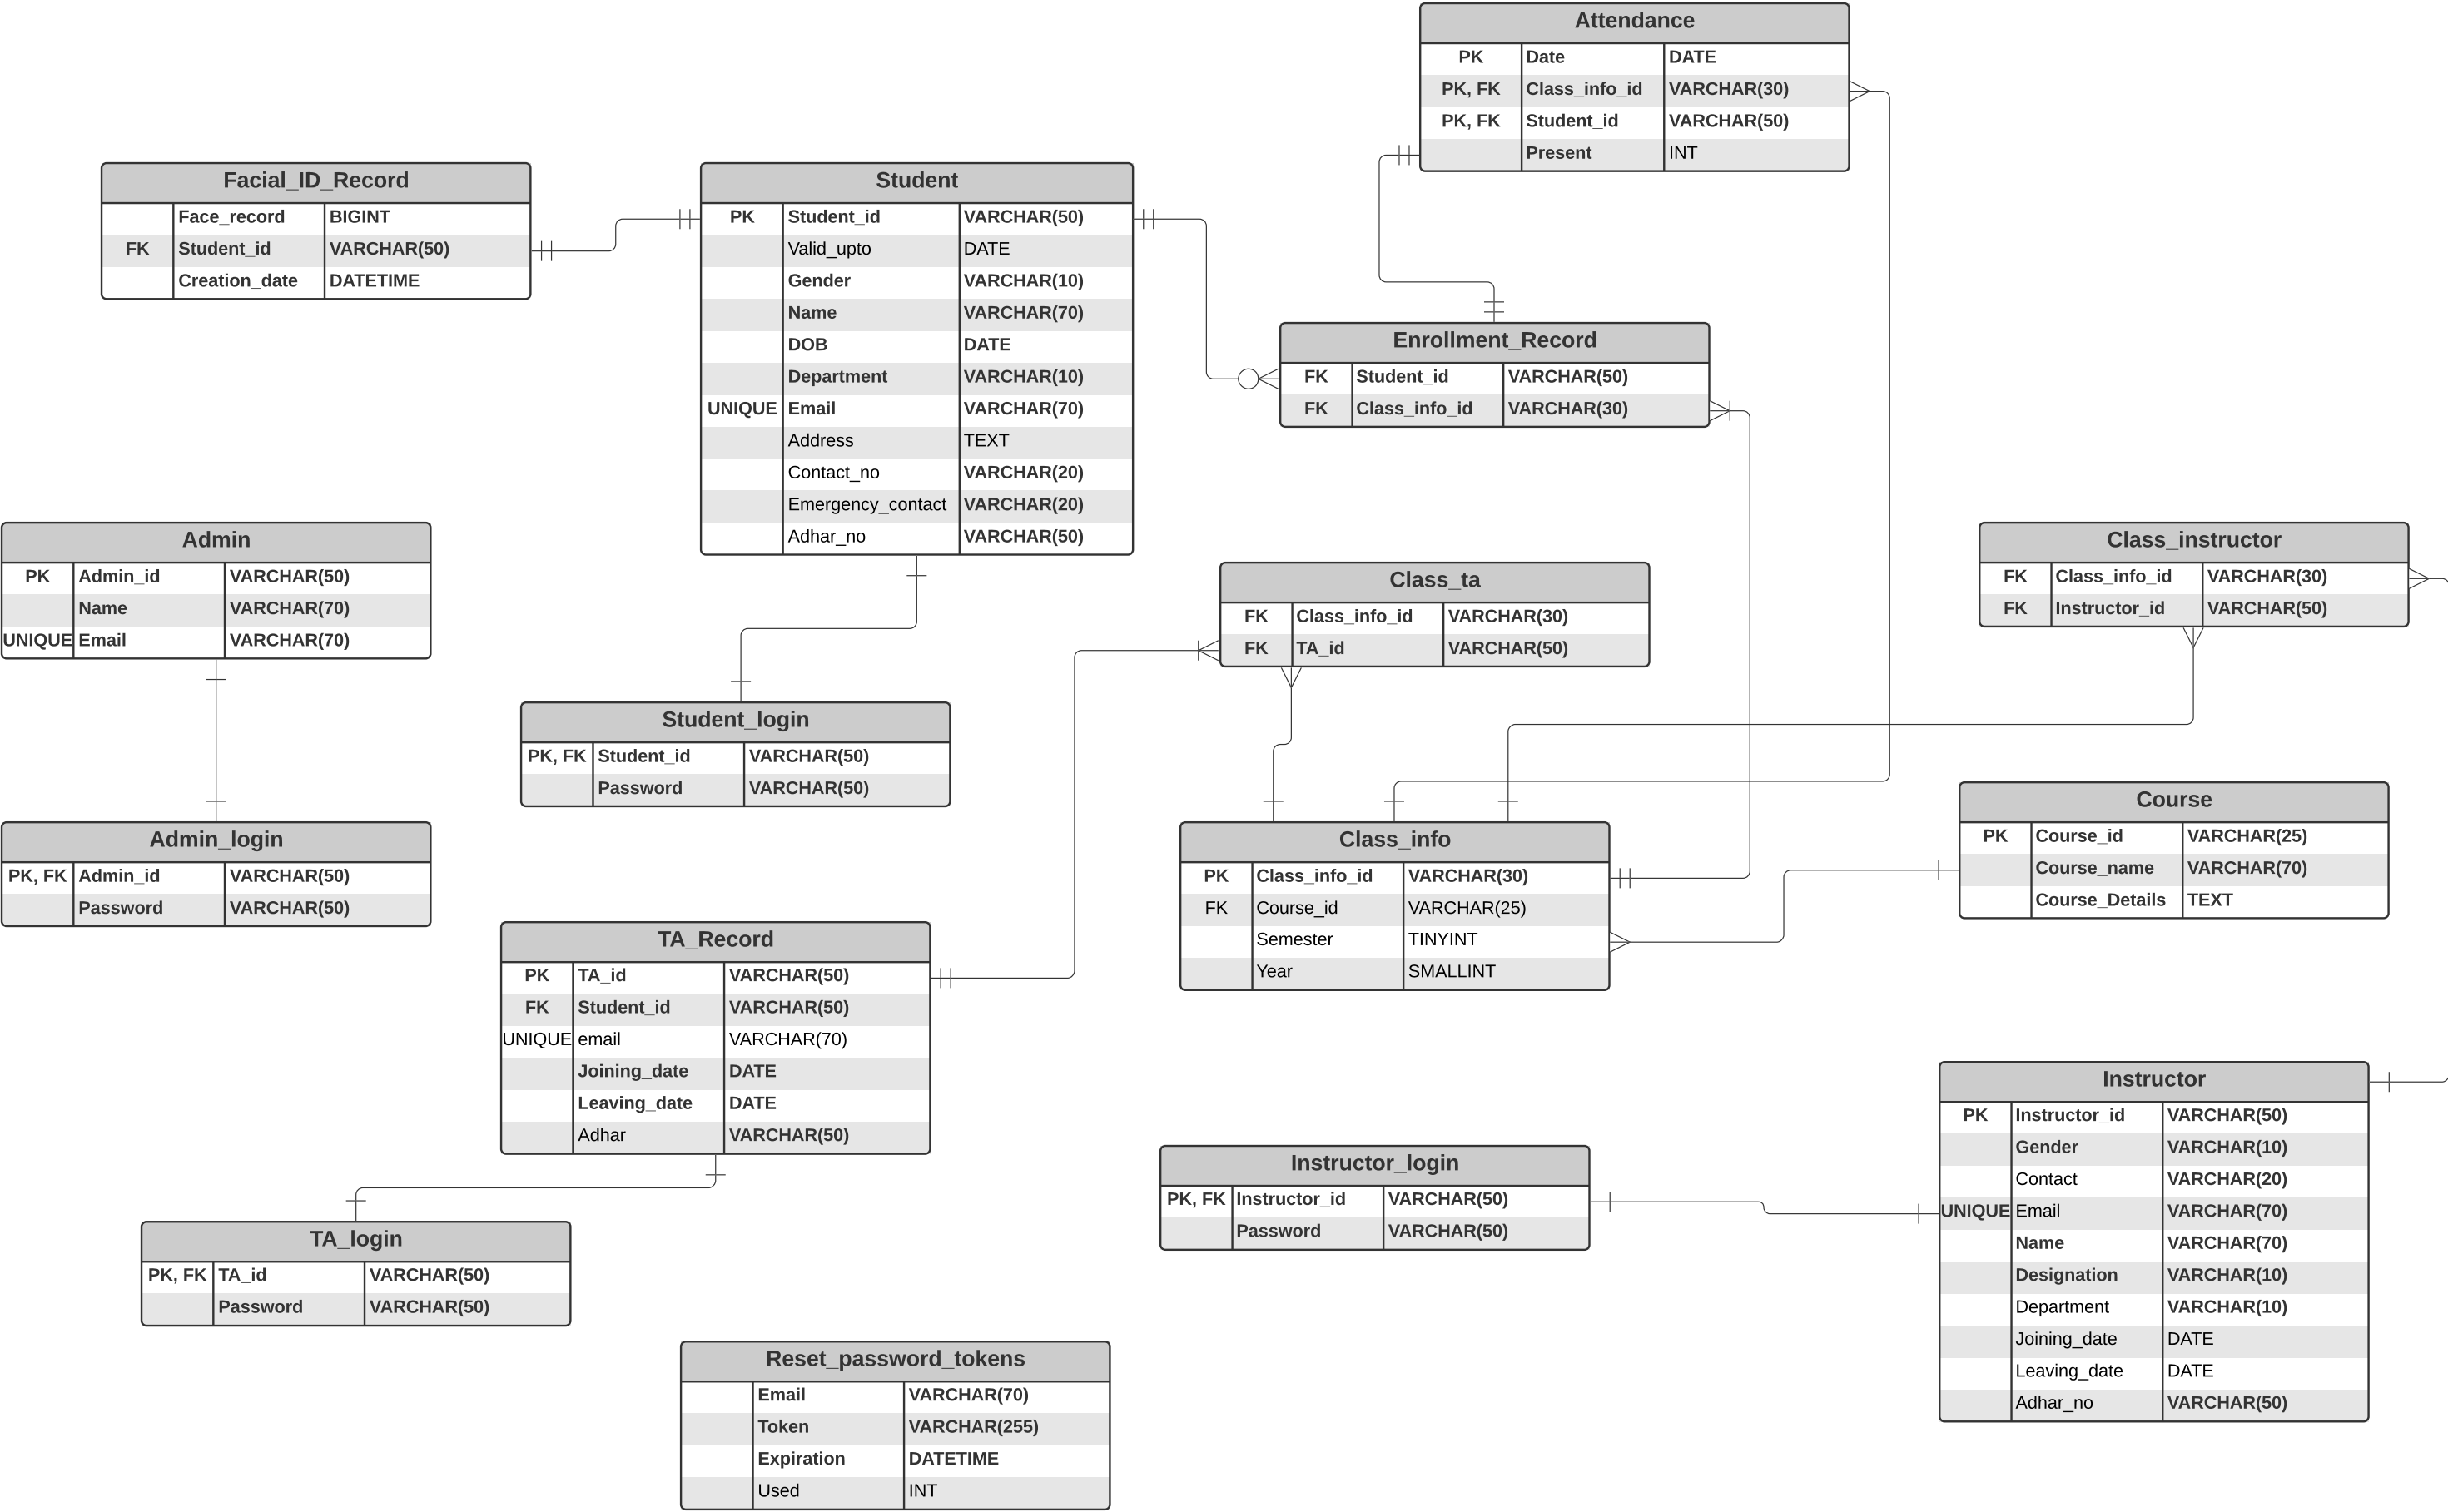 Attendance
PK Date DATE
PK, FK Class_info_id VARCHAR(30)
PK, FK Student_id VARCHAR(50)
Present INT
Facial_ID_Record
Face_record BIGINT
FK Student_id VARCHAR(50)
Creation_date DATETIME
Student
PK Student_id VARCHAR(50)
Valid_upto DATE
Gender VARCHAR(10)
Name VARCHAR(70)
DOB DATE
Department VARCHAR(10)
UNIQUE Email VARCHAR(70)
Address TEXT
Contact_no VARCHAR(20)
Emergency_contact VARCHAR(20)
Adhar_no VARCHAR(50)
Enrollment_Record
FK Student_id VARCHAR(50)
FK Class_info_id VARCHAR(30)
Admin
PK Admin_id VARCHAR(50)
Name VARCHAR(70)
UNIQUE Email VARCHAR(70)
Class_ta
FK Class_info_id VARCHAR(30)
FK TA_id VARCHAR(50)
Class_instructor
FK Class_info_id VARCHAR(30)
FK Instructor_id VARCHAR(50)
Student_login
PK, FK Student_id VARCHAR(50)
Password VARCHAR(50)
Admin_login
PK, FK Admin_id VARCHAR(50)
Password VARCHAR(50)
Class_info
PK Class_info_id VARCHAR(30)
FK Course_id VARCHAR(25)
Semester TINYINT
Year SMALLINT
Course
PK Course_id VARCHAR(25)
Course_name VARCHAR(70)
Course_Details TEXT
TA_Record
PK TA_id VARCHAR(50)
FK Student_id VARCHAR(50)
UNIQUE email VARCHAR(70)
Joining_date DATE
Leaving_date DATE
Adhar VARCHAR(50)
Instructor
PK Instructor_id VARCHAR(50)
Gender VARCHAR(10)
Contact VARCHAR(20)
UNIQUE Email VARCHAR(70)
Name VARCHAR(70)
Designation VARCHAR(10)
Department VARCHAR(10)
Joining_date DATE
Leaving_date DATE
Adhar_no VARCHAR(50)
Instructor_login
PK, FK Instructor_id VARCHAR(50)
Password VARCHAR(50)
TA_login
PK, FK TA_id VARCHAR(50)
Password VARCHAR(50)
Reset_password_tokens
Email VARCHAR(70)
Token VARCHAR(255)
Expiration DATETIME
Used INT